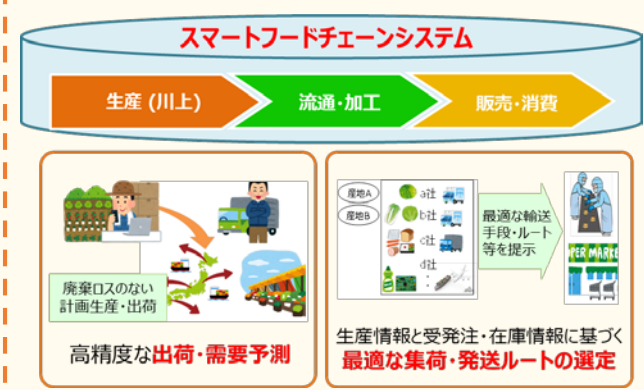 スマートフードチェーンシステム
生産 (川上)
流通・加工
販売・消費
廃棄ロスのない
計画生産・出荷
高精度な出荷・需要予測
産地A
産地B
a社
b社
c社
d社
最適な輸送
手段・ルート
等を提示
PER MARKE
生産情報と受発注・在庫情報に基づく
最適な集荷・発送ルートの選定